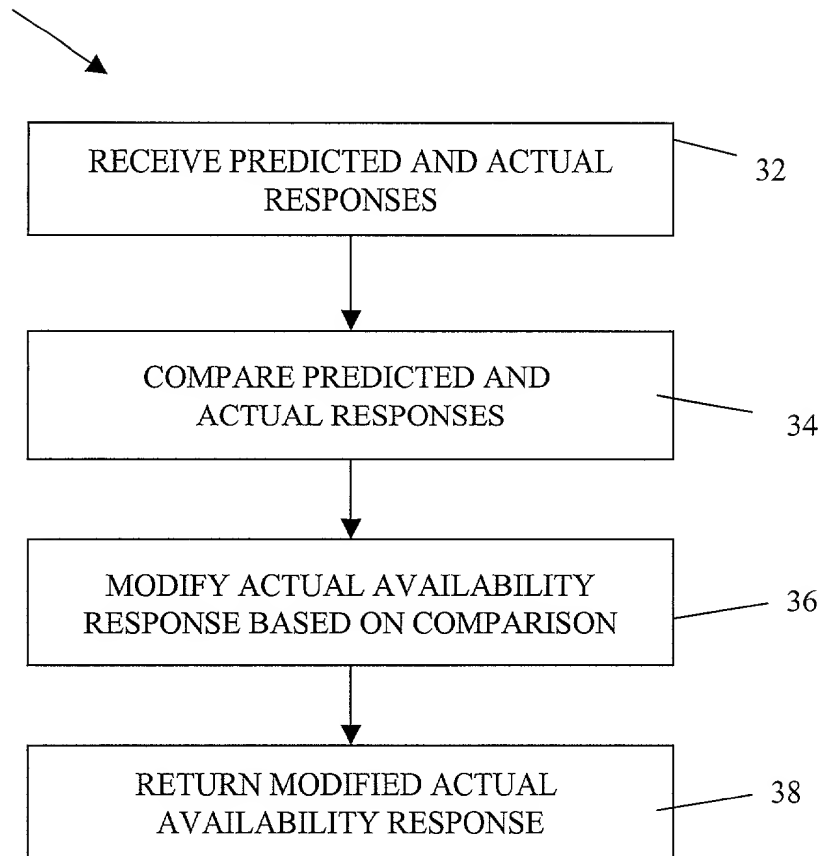 RECEIVE PREDICTED AND ACTUAL
RESPONSES
32
COMPARE PREDICTED AND
ACTUAL RESPONSES
34
MODIFY ACTUAL AVAILABILITY
RESPONSE BASED ON COMPARISON
36
RETURN MODIFIED ACTUAL
AVAILABILITY RESPONSE
38